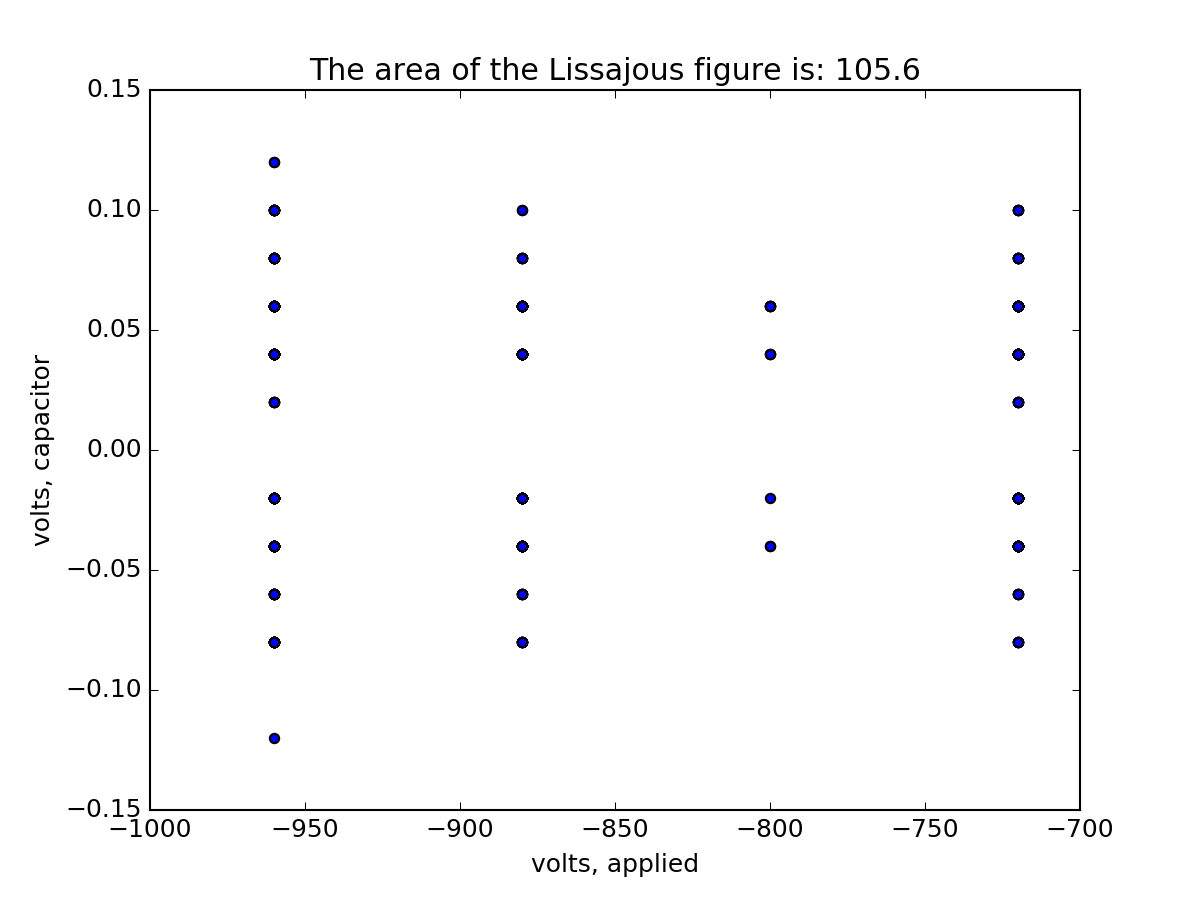 The area of the Lissajous figure is: 105.6
0.15
0.10
0.05
0.00
−0.05
−0.10
−0.15
volts, capacitor
−1000 −950 −900 −850 −800 −750 −700
volts, applied